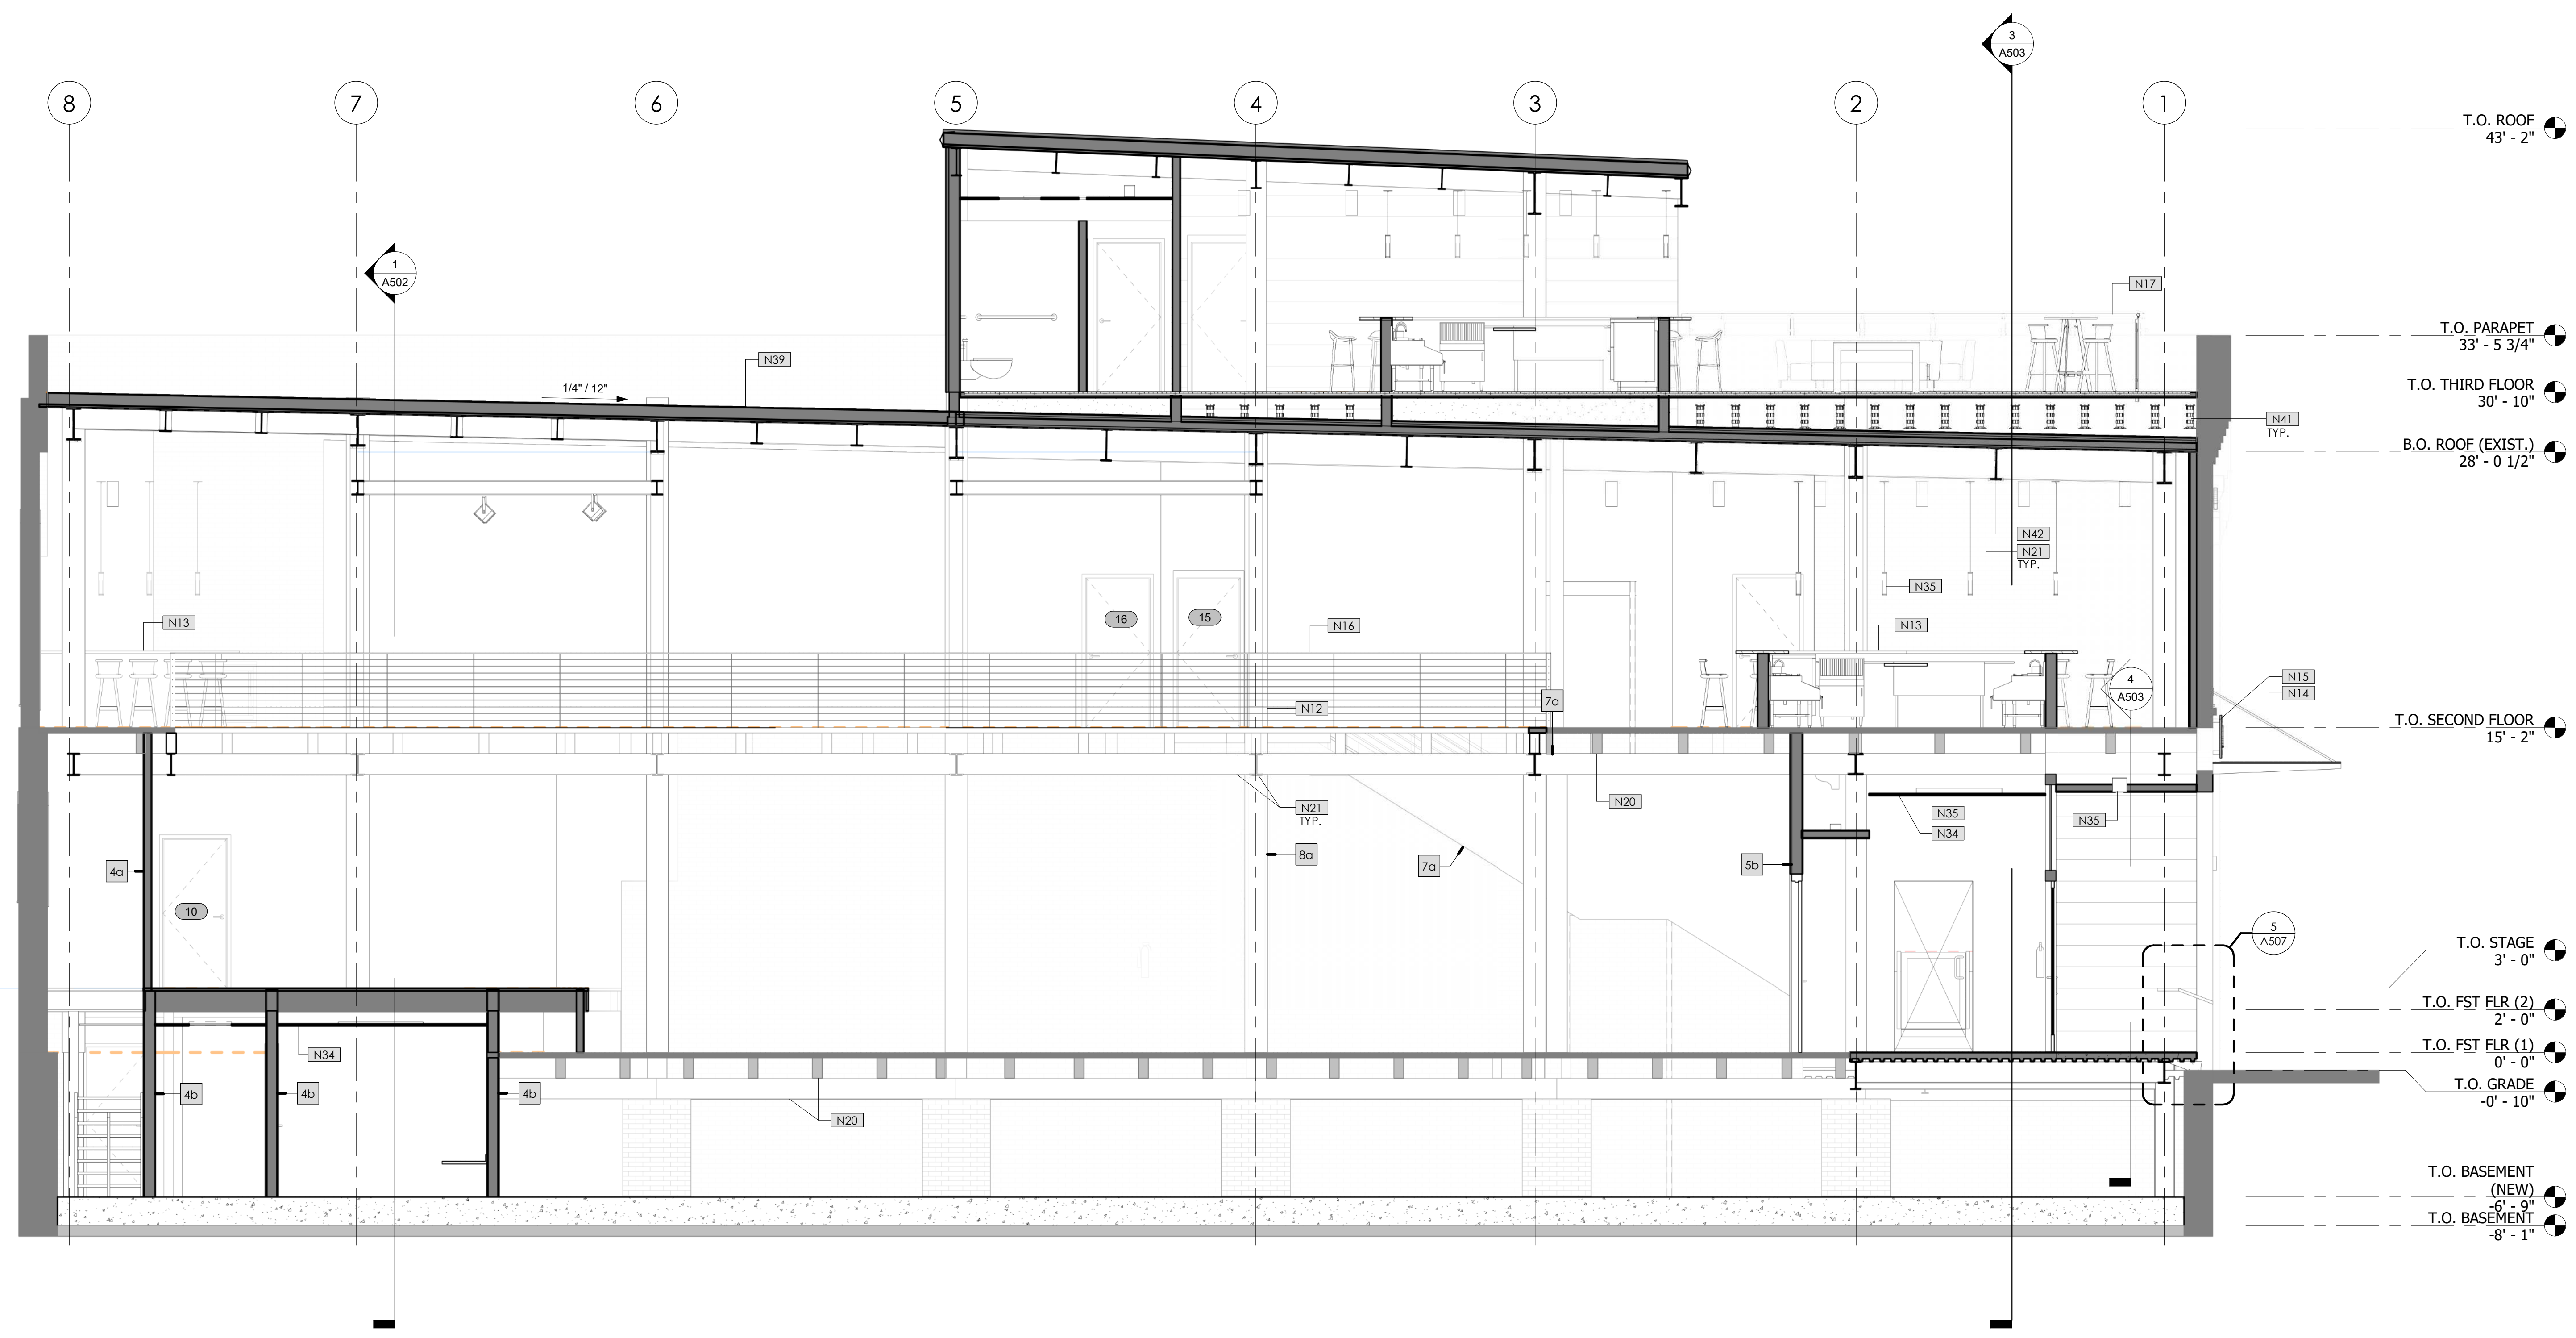 3
A503
8
7
6
5
4
3
2
1
T.O. ROOF
43' - 2"
1
A502
N17
T.O. PARAPET
33' - 5 3/4"
N39
1/4" / 12"
T.O. THIRD FLOOR
30' - 10"
N41
TYP.
B.O. ROOF (EXIST.)
28' - 0 1/2"
N42
N21
TYP.
N35
16
15
N13
N16
N13
4
A503
N15
N14
7a
N12
T.O. SECOND FLOOR
15' - 2"
N21
TYP.
N20
N35
N34
N35
8a
7a
5b
4a
10
5
A507
T.O. STAGE
3' - 0"
T.O. FST FLR (2)
2' - 0"
T.O. FST FLR (1)
0' - 0"
N34
T.O. GRADE
-0' - 10"
4b
4b
4b
N20
T.O. BASEMENT
(NEW)
-6' - 9"
T.O. BASEMENT
-8' - 1"